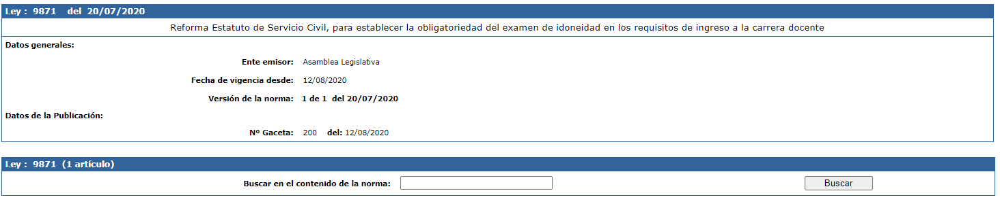 Ley : 9871 del 20/07/2020
Reforma Estatuto de Servicio Civil, para establecer la obligatoriedad del examen de idoneidad en los requisitos de ingreso a la carrera docente
Datos generales:
Ente emisor: Asamblea Legislativa
Fecha de vigencia desde: 12/08/2020
Versión de la norma: 1 de 1 del 20/07/2020
Datos de la Publicación:
Nº Gaceta: 200 del: 12/08/2020
Ley : 9871 (1 artículo)
Buscar en el contenido de la norma: Buscar